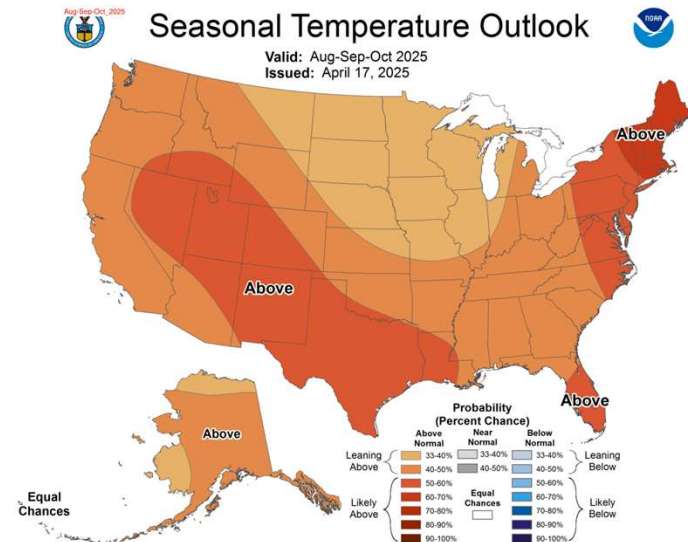 Aug-Sep-Oct_2025
Seasonal Temperature Outlook
NOAA
Valid: Aug-Sep-Oct 2025
Issued: April 17, 2025
Above
Above
Above
Above
Equal
Chances
Probability
(Percent Chance)
Above
Normal
Near
Normal
Below
Normal
Leaning
Above
33-40%
40-50%
33-40%
40-50%
33-40%
40-50%
Leaning
Below
Likely
Above
50-60%
60-70%
70-80%
80-90%
90-100%
Equal
Chances
50-60%
60-70%
70-80%
80-90%
90-100%
Likely
Below